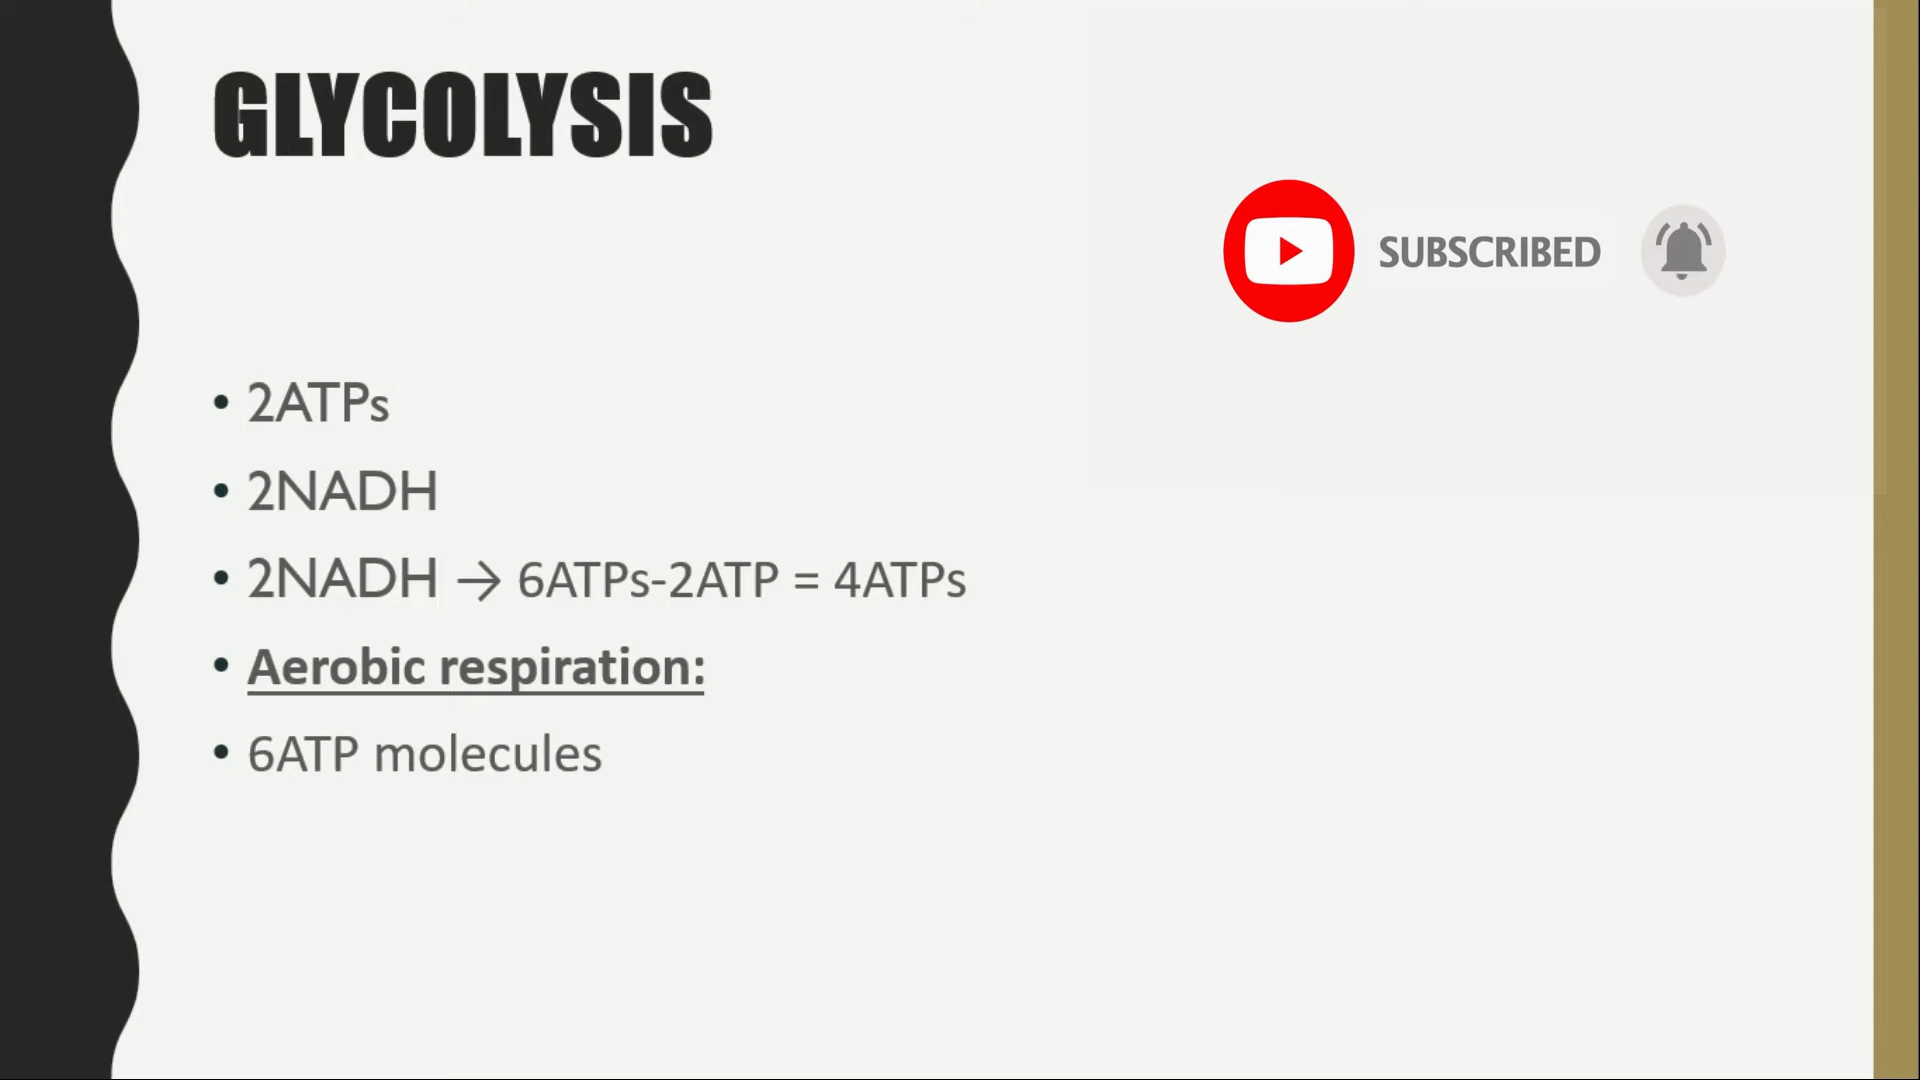 GLYCOLYSIS
SUBSCRIBED
• 2ATPs
• 2NADH
• 2NADH → 6ATPs-2ATP = 4ATPs
• Aerobic respiration:
• 6ATP molecules